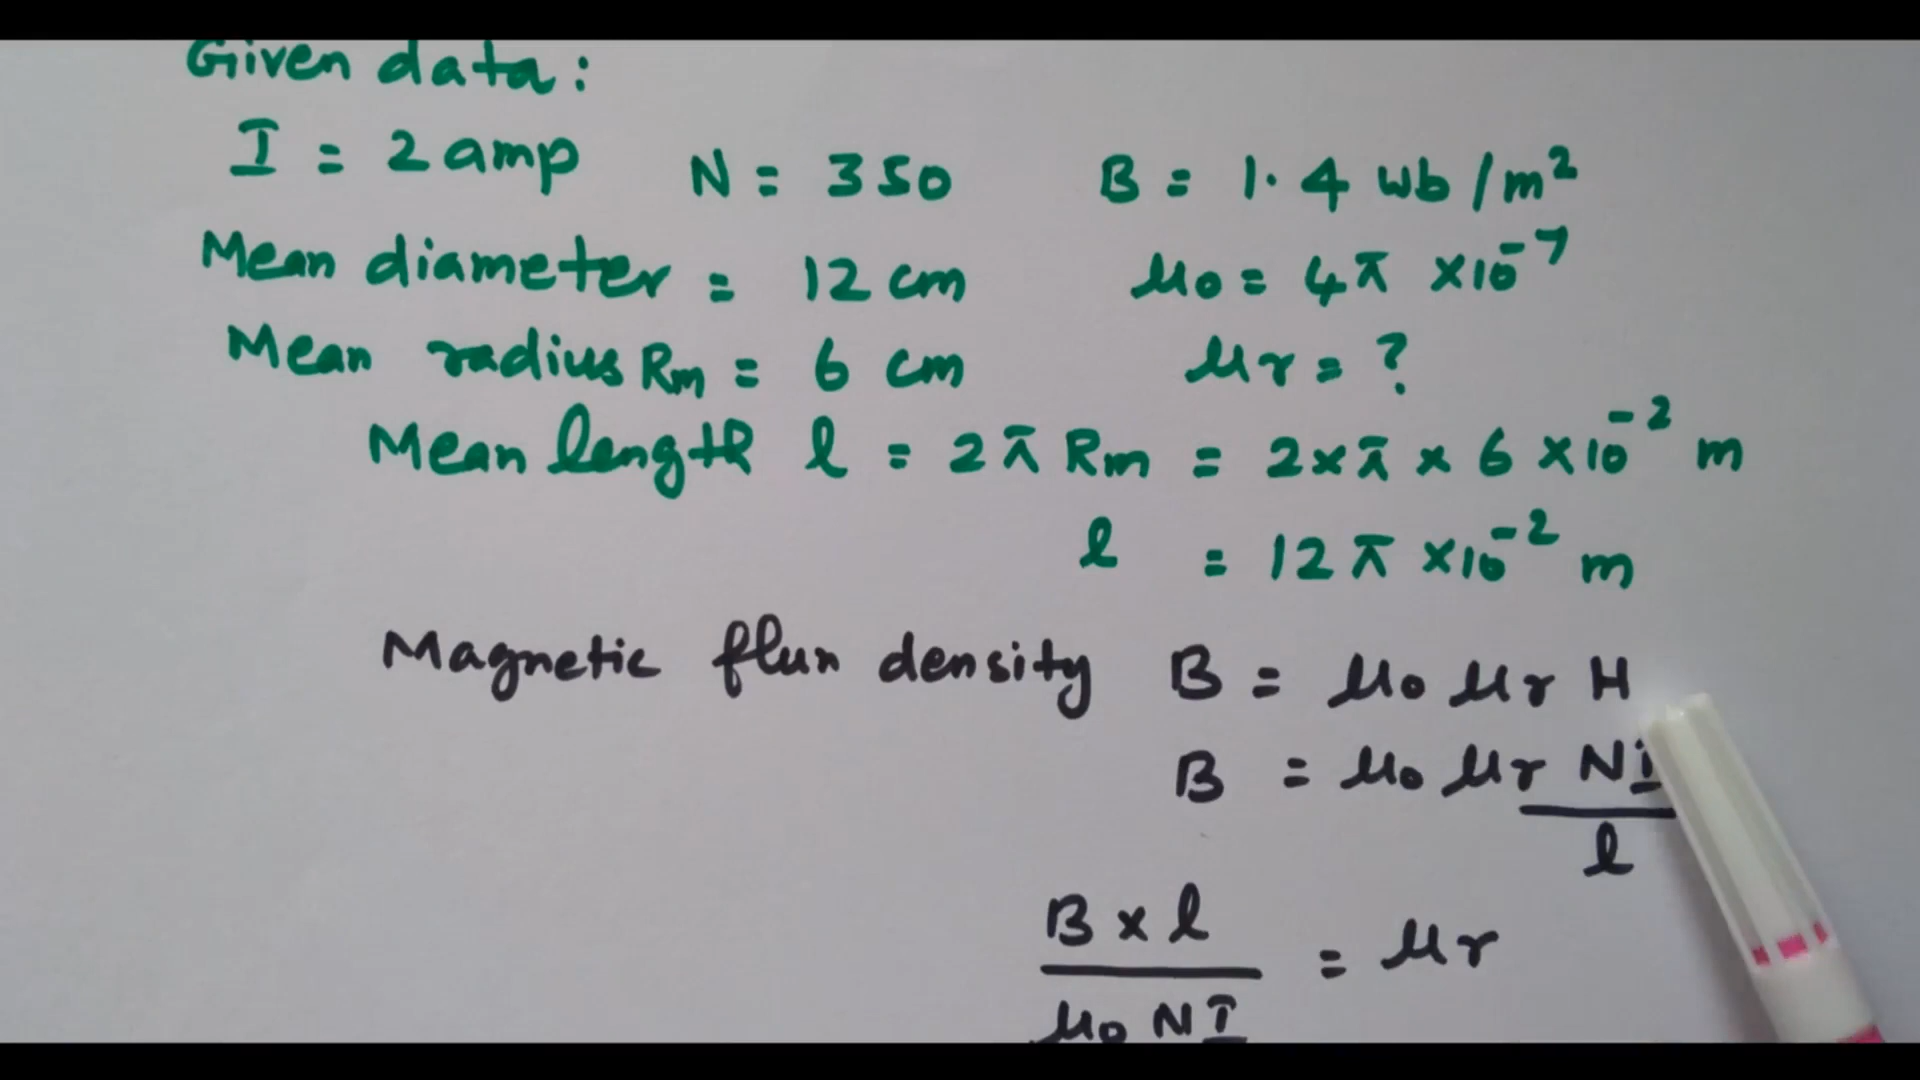 Given data:
I = 2 amp N = 350 B = 1.4 wb/m²
Mean diameter = 12 cm μ₀ = 4π × 10⁻⁷
Mean radius Rm = 6 cm μr = ?
Mean length l = 2π Rm = 2×π × 6 × 10⁻² m
l = 12π × 10⁻² m
Magnetic flux density B = μ₀ μr H
B = μ₀ μr NI / l
B × l / μ₀ NI = μr